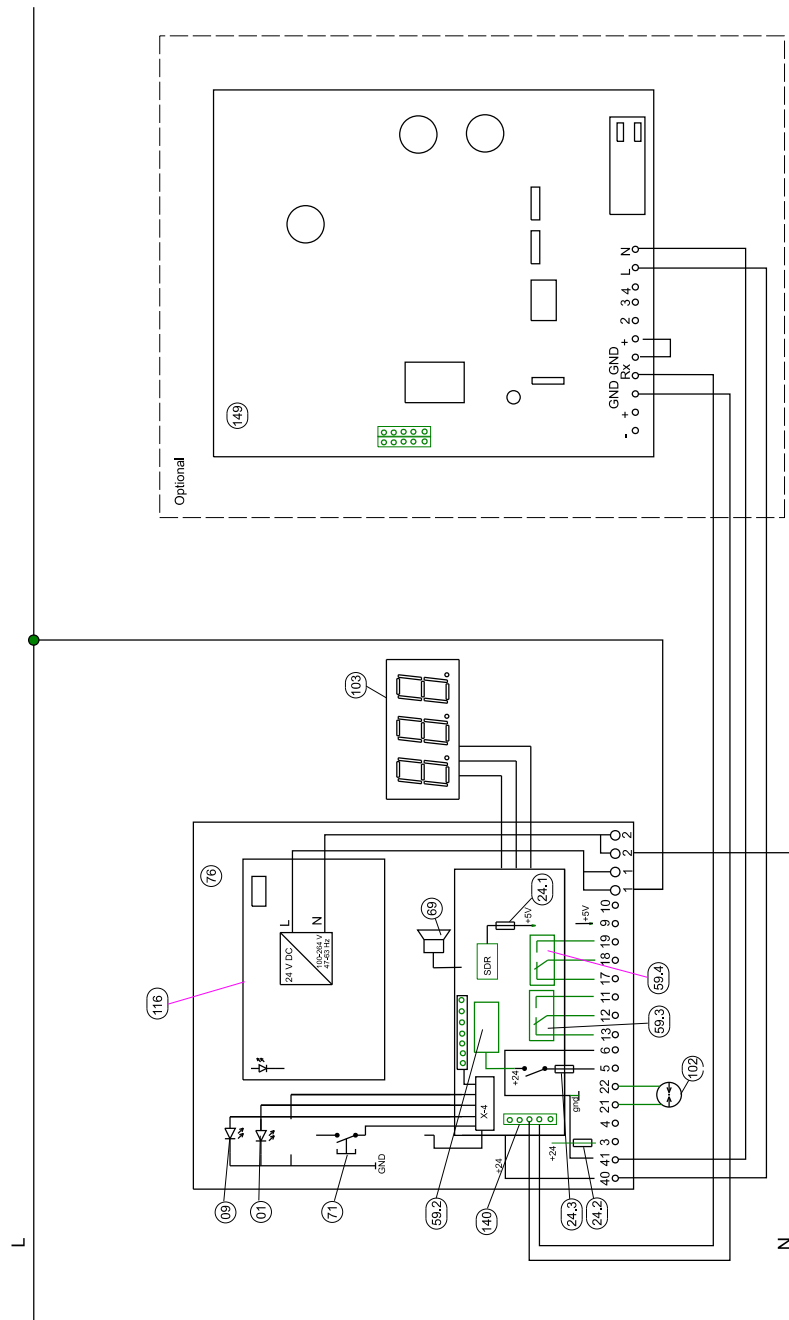 L
N
Optional
149
- + GND Rx GND + 2 3 4 L N
103
76
116
24 V DC
100-264 V
47-63 Hz
L
N
69
SDR
24.1
+5V
+5V
59.4
59.3
102
X-4
+24
gnd
+24
+24
GND
09
01
71
59.2
140
24.3
24.2
40 41 3 4 21 22 5 6 13 12 11 17 18 19 9 10 1 1 2 2